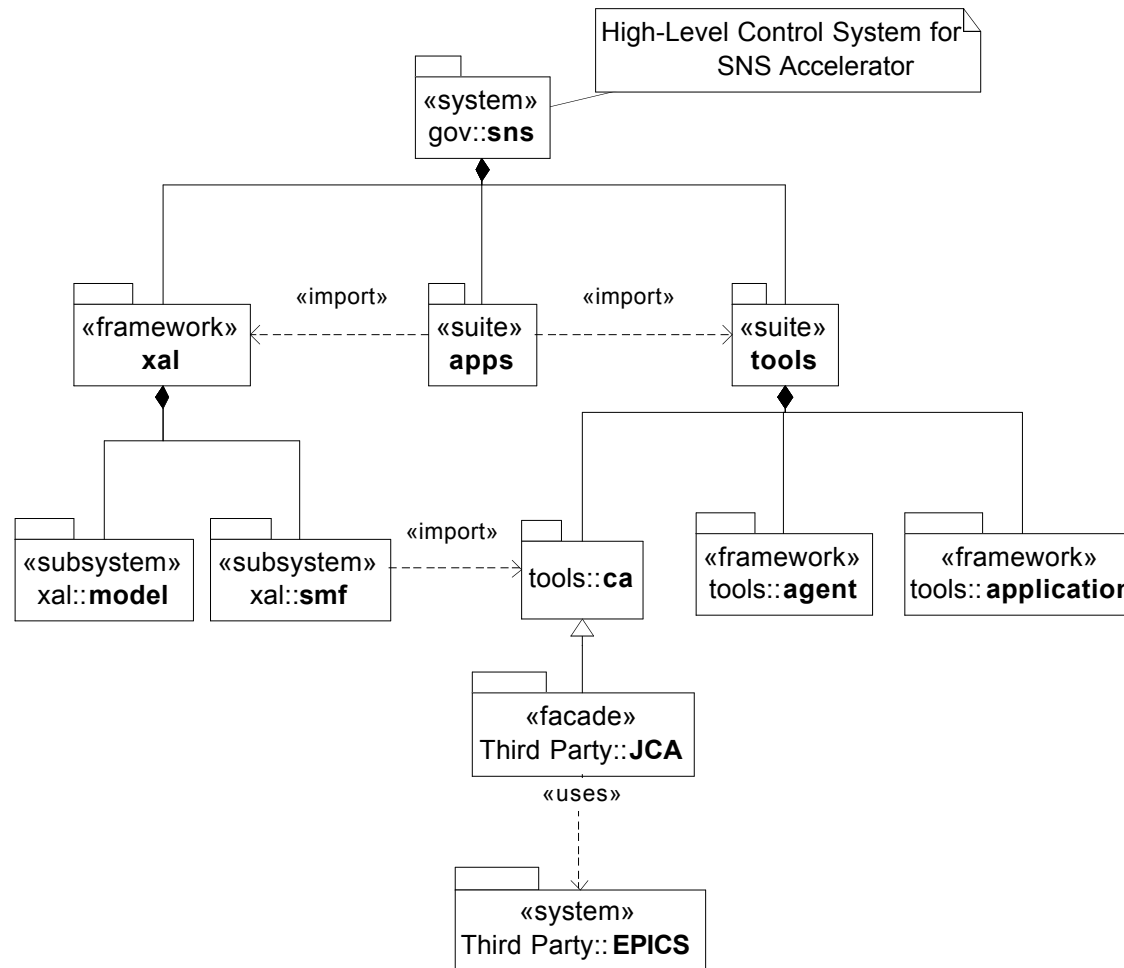 High-Level Control System for
SNS Accelerator
«system»
gov::sns
«import»
«import»
«framework»
xal
«suite»
apps
«suite»
tools
«import»
«subsystem»
xal::model
«subsystem»
xal::smf
tools::ca
«framework»
tools::agent
«framework»
tools::application
«facade»
Third Party::JCA
«uses»
«system»
Third Party::EPICS